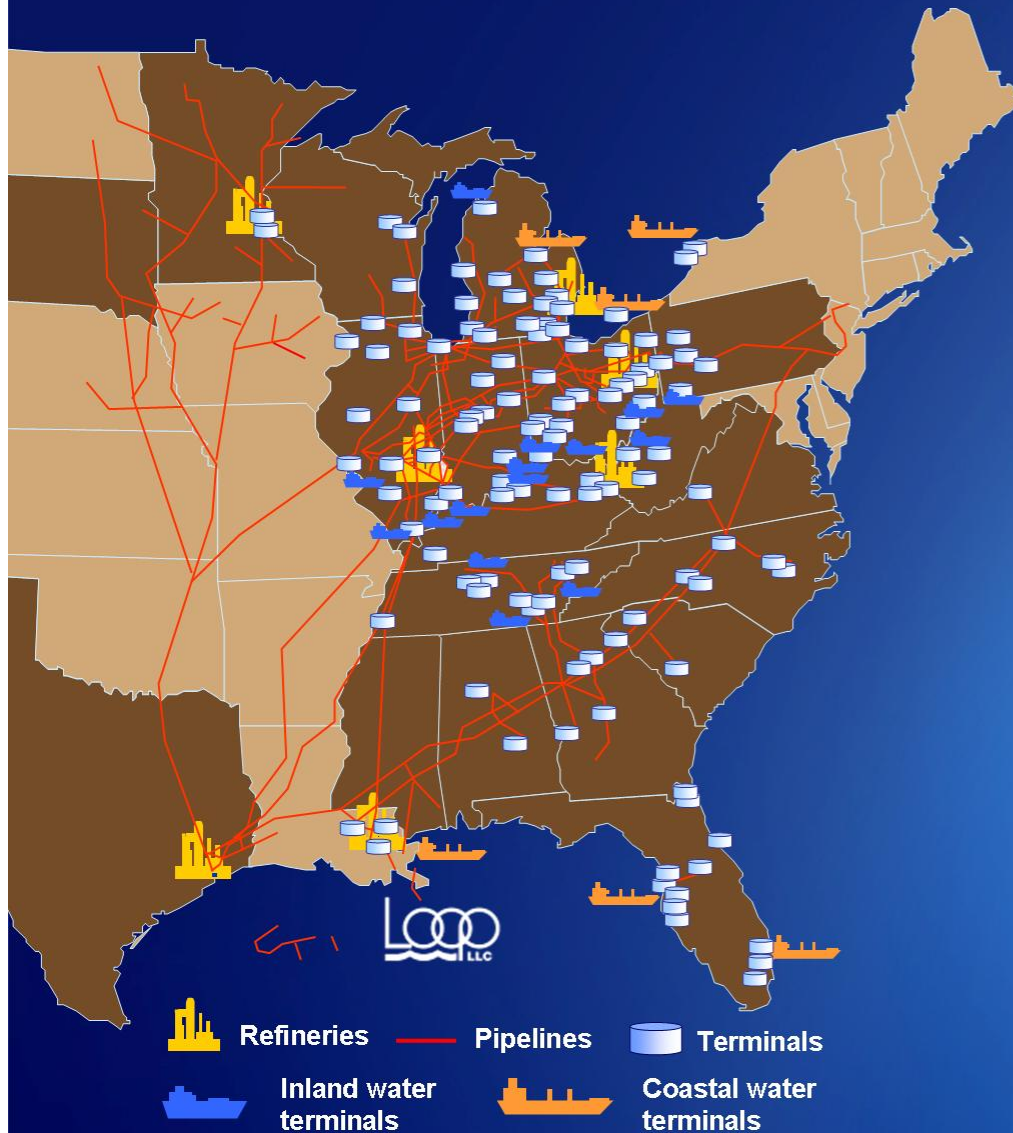 LOOP
LLC
Refineries
Pipelines
Terminals
Inland water
terminals
Coastal water
terminals